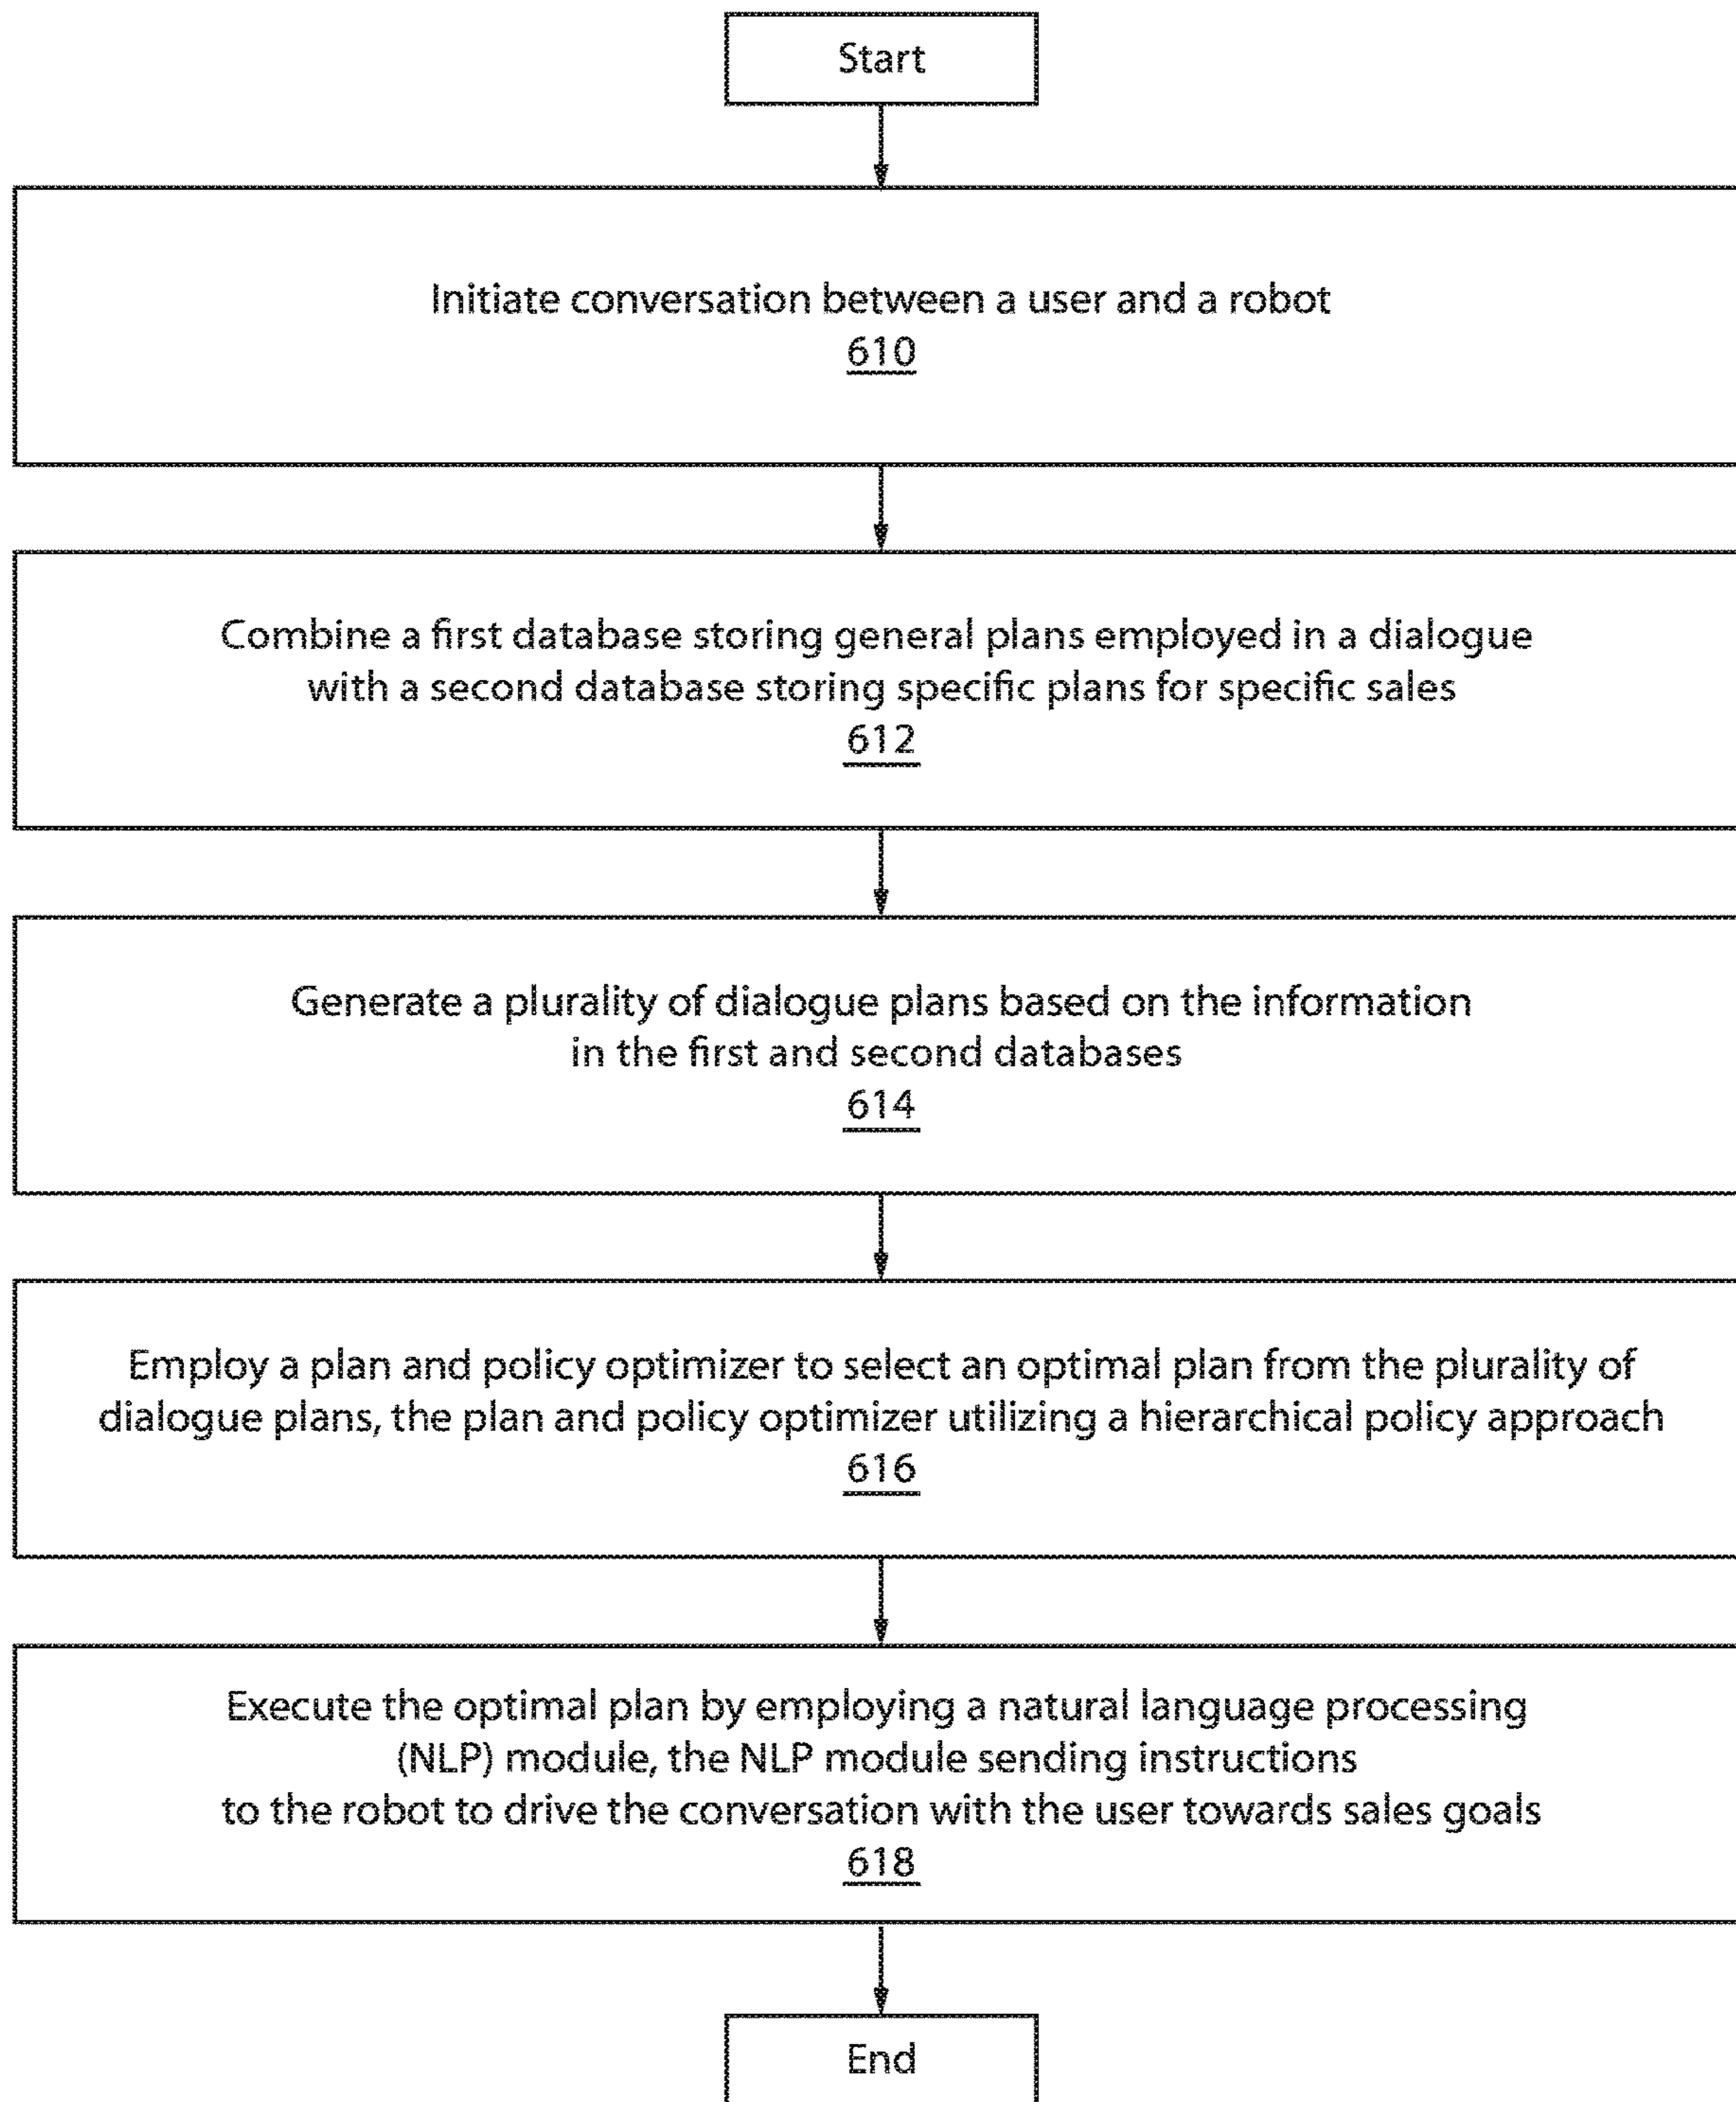 Start
Initiate conversation between a user and a robot
610
Combine a first database storing general plans employed in a dialogue
with a second database storing specific plans for specific sales
612
Generate a plurality of dialogue plans based on the information
in the first and second databases
614
Employ a plan and policy optimizer to select an optimal plan from the plurality of
dialogue plans, the plan and policy optimizer utilizing a hierarchical policy approach
616
Execute the optimal plan by employing a natural language processing
(NLP) module, the NLP module sending instructions
to the robot to drive the conversation with the user towards sales goals
618
End